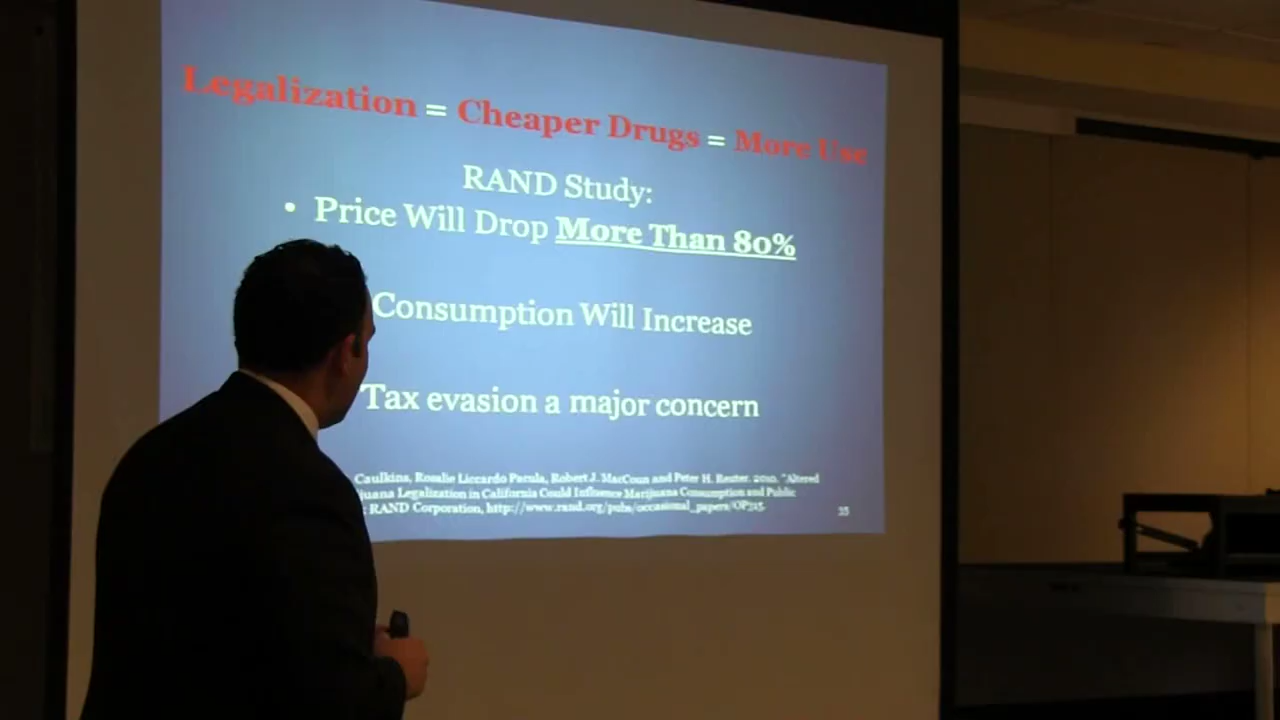 Legalization = Cheaper Drugs = More Use
RAND Study:
• Price Will Drop More Than 80%
Consumption Will Increase
Tax evasion a major concern
Caulkins, Rosalie Liccardo Pacula, Robert J. MacCoun and Peter H. Reuter. 2010. "Altered
Legalization in California Could Influence Marijuana Consumption and Public
RAND Corporation, http://www.rand.org/pubs/occasional_papers/OP315.
35